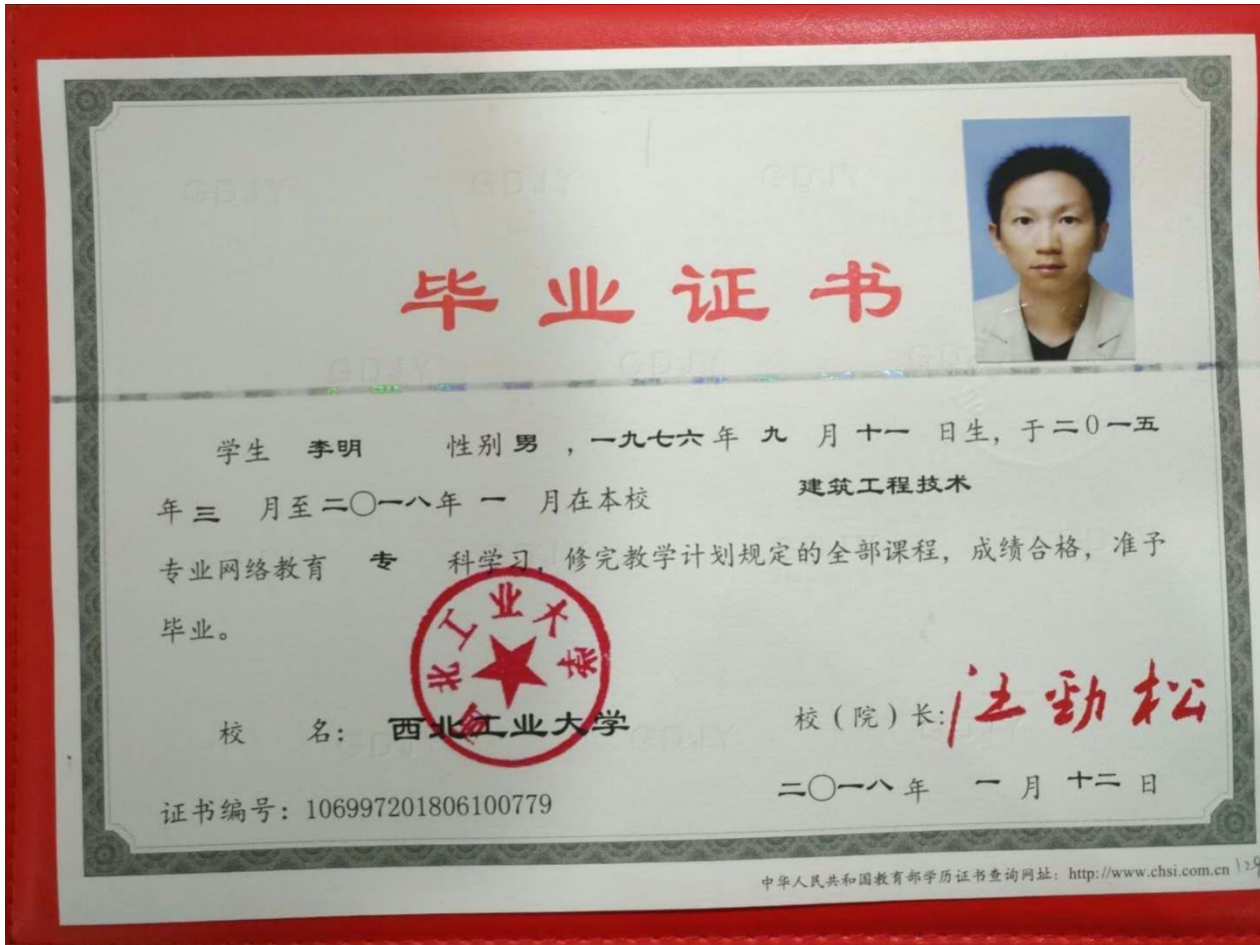 毕业证书
学生 李明 性别 男 ，一九七六 年 九 月 十一 日生，于 二0一五
年 三 月至 二〇一八年 一 月在本校 建筑工程技术
专业网络教育 专 科学习，修完教学计划规定的全部课程，成绩合格，准予
毕业。
西北工业大学
校 名： 西北工业大学 校（院）长：汪劲松
二〇一八年 一 月 十二 日
证书编号：106997201806100779
中华人民共和国教育部学历证书查询网址：http://www.chsi.com.cn
GDJY GDJY GDJY
GDJY GDJY
GDJY GDJY